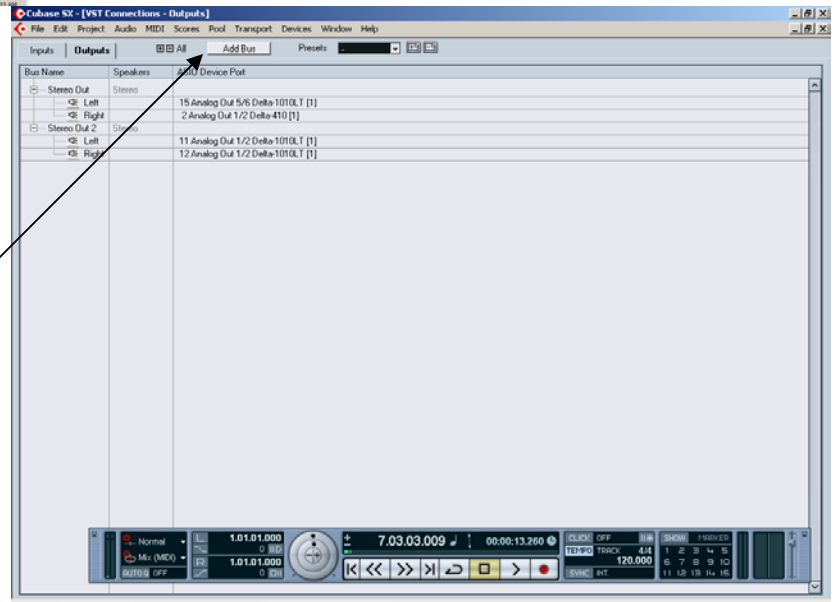 Cubase SX - [VST Connections - Outputs]
File Edit Project Audio MIDI Scores Pool Transport Devices Window Help
Inputs Outputs All Add Bus Presets -
Bus Name Speakers ASIO Device Port
Stereo Out Stereo
Left 15 Analog Out 5/6 Delta-1010LT [1]
Right 2 Analog Out 1/2 Delta-410 [1]
Stereo Out 2 Stereo
Left 11 Analog Out 1/2 Delta-1010LT [1]
Right 12 Analog Out 1/2 Delta-1010LT [1]
Normal L 1.01.01.000 7.03.03.009 00:00:13.260 CLICK OFF SHOW MARKER
0 TEMPO TRACK 4/4 1 2 3 4 5
Mix (MIDI) R 1.01.01.000 120.000 6 7 8 9 10
AUTO Q OFF 0 SYNC INT. 11 12 13 14 15